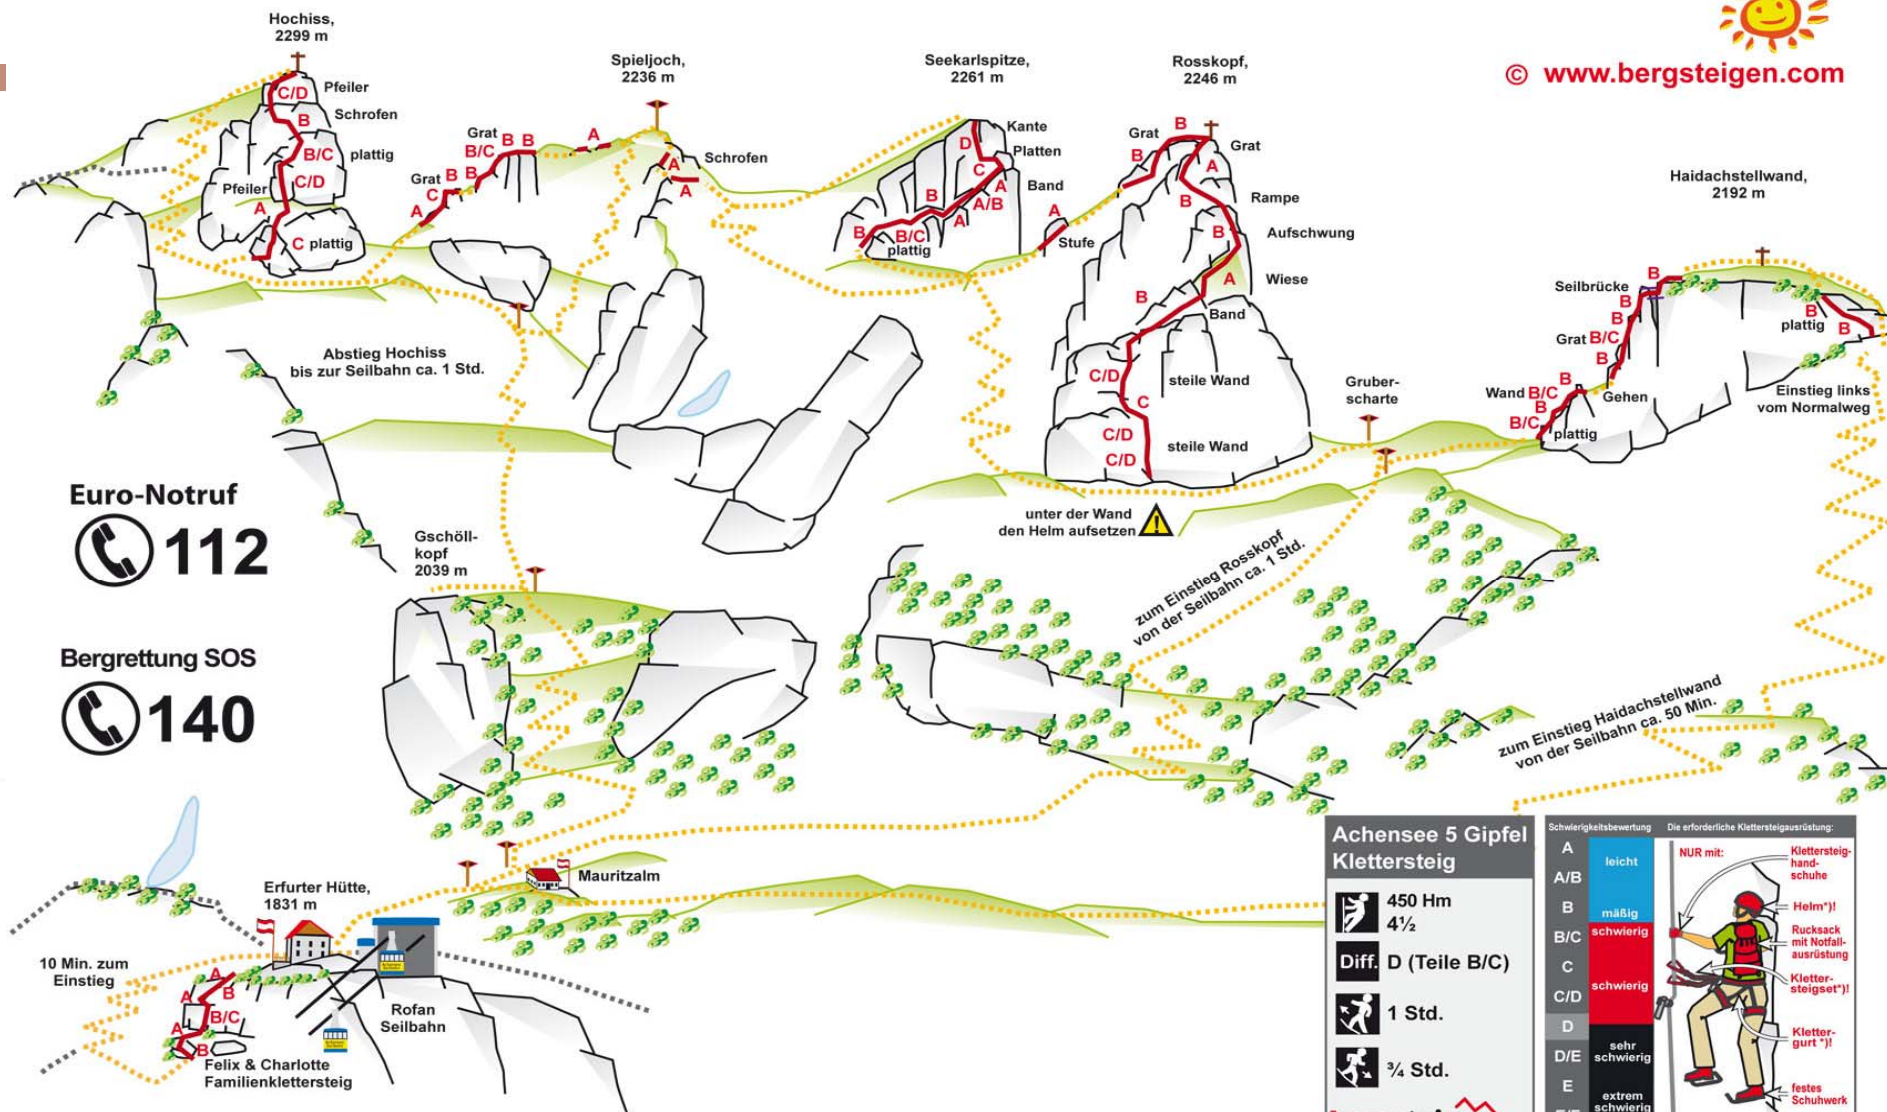 Hochiss,
2299 m
Spieljoch,
2236 m
Seekarlspitze,
2261 m
Rosskopf,
2246 m
© www.bergsteigen.com
Haidachstellwand,
2192 m
C/D
Pfeiler
B
Schrofen
B/C
plattig
C/D
Pfeiler
A
C
plattig
Grat
B
B
A
B/C
B
Grat
B
C
A
Schrofen
A
A
Kante
D
Platten
C
A
Band
B
A/B
A
B
B/C
plattig
A
Stufe
Grat
B
B
Grat
A
B
Rampe
B
Aufschwung
A
Wiese
B
Band
C/D
steile Wand
C
C/D
steile Wand
C/D
Gruber-
scharte
Seilbrücke
B
B
B
Grat B/C
B
Gehen
Wand B/C
B
B
B/C
plattig
B
plattig
B
Einstieg links
vom Normalweg
Abstieg Hochiss
bis zur Seilbahn ca. 1 Std.
unter der Wand
den Helm aufsetzen
Euro-Notruf
112
Gschöll-
kopf
2039 m
zum Einstieg Rosskopf
von der Seilbahn ca. 1 Std.
Bergrettung SOS
140
zum Einstieg Haidachstellwand
von der Seilbahn ca. 50 Min.
Mauritzalm
Erfurter Hütte,
1831 m
10 Min. zum
Einstieg
A
B
A
B/C
A
B
Rofan
Seilbahn
Felix & Charlotte
Familienklettersteig
Achensee 5 Gipfel
Klettersteig
450 Hm
4½
Diff. D (Teile B/C)
1 Std.
¾ Std.
Schwierigkeitsbewertung
A
leicht
A/B
B
mäßig
schwierig
B/C
C
schwierig
C/D
D
sehr
schwierig
D/E
E
extrem
schwierig
Die erforderliche Klettersteigausrüstung:
NUR mit:
Klettersteig-
hand-
schuhe
Helm*)!
Rucksack
mit Notfall-
ausrüstung
Kletter-
steigset*)!
Kletter-
gurt *)!
festes
Schuhwerk